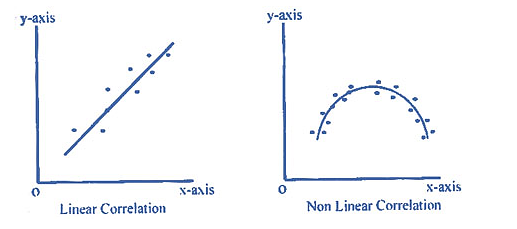 y-axis
O
x-axis
Linear Correlation
y-axis
O
x-axis
Non Linear Correlation